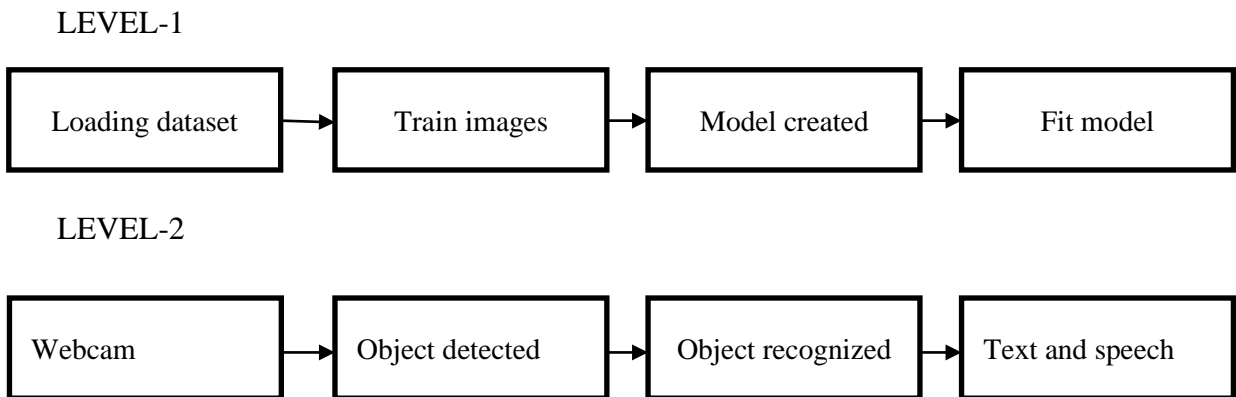 LEVEL-1
Loading dataset
Train images
Model created
Fit model
LEVEL-2
Webcam
Object detected
Object recognized
Text and speech